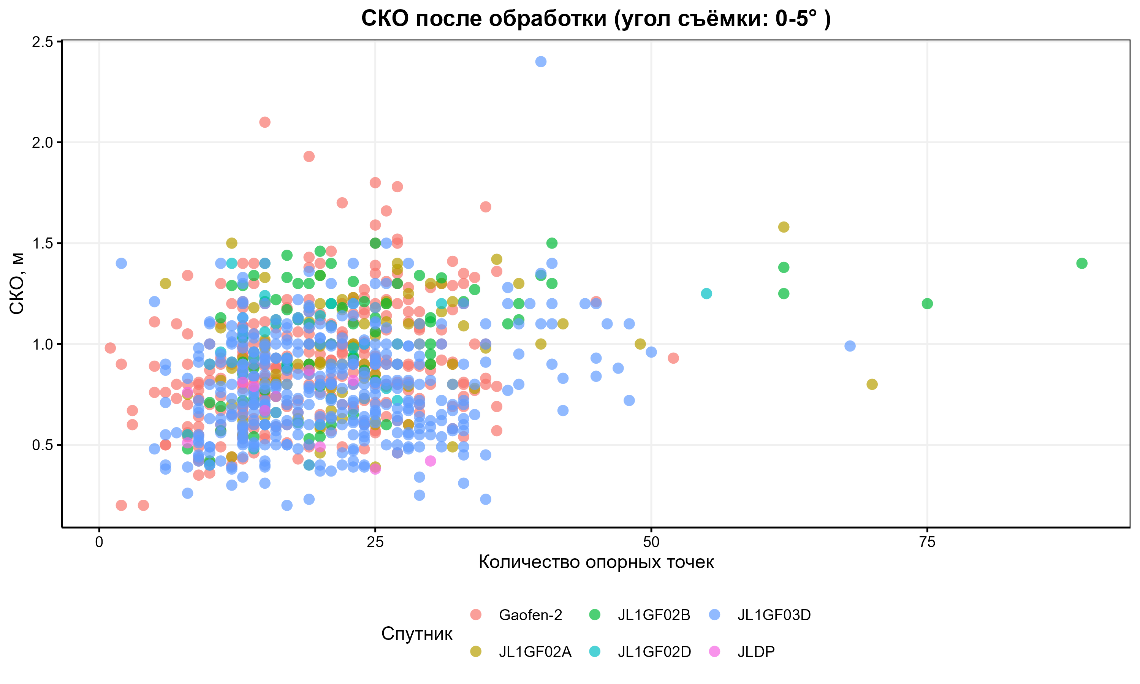 СКО после обработки (угол съёмки: 0-5° )
СКО, м
2.5
2.0
1.5
1.0
0.5
0 25 50 75
Количество опорных точек
Спутник
Gaofen-2 JL1GF02B JL1GF03D
JL1GF02A JL1GF02D JLDP